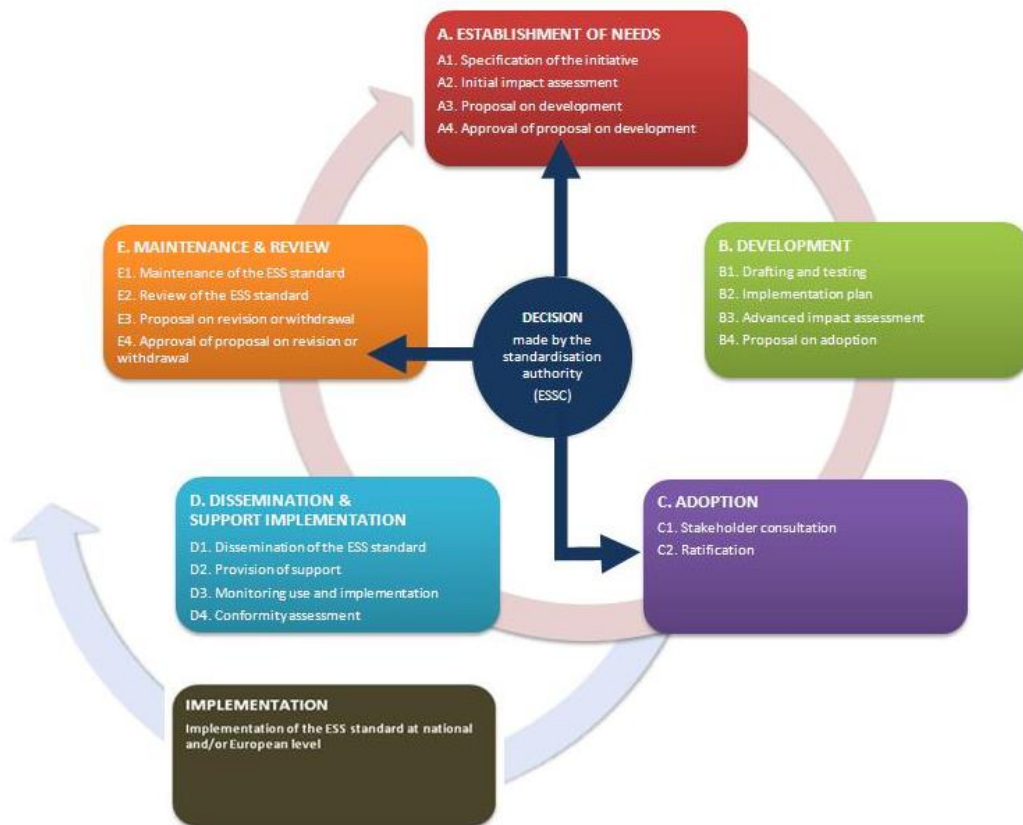 A. ESTABLISHMENT OF NEEDS
A1. Specification of the initiative
A2. Initial impact assessment
A3. Proposal on development
A4. Approval of proposal on development
B. DEVELOPMENT
B1. Drafting and testing
B2. Implementation plan
B3. Advanced impact assessment
B4. Proposal on adoption
C. ADOPTION
C1. Stakeholder consultation
C2. Ratification
D. DISSEMINATION &
SUPPORT IMPLEMENTATION
D1. Dissemination of the ESS standard
D2. Provision of support
D3. Monitoring use and implementation
D4. Conformity assessment
E. MAINTENANCE & REVIEW
E1. Maintenance of the ESS standard
E2. Review of the ESS standard
E3. Proposal on revision or withdrawal
E4. Approval of proposal on revision or
withdrawal
DECISION
made by the
standardisation
authority
(ESSC)
IMPLEMENTATION
Implementation of the ESS standard at national
and/or European level